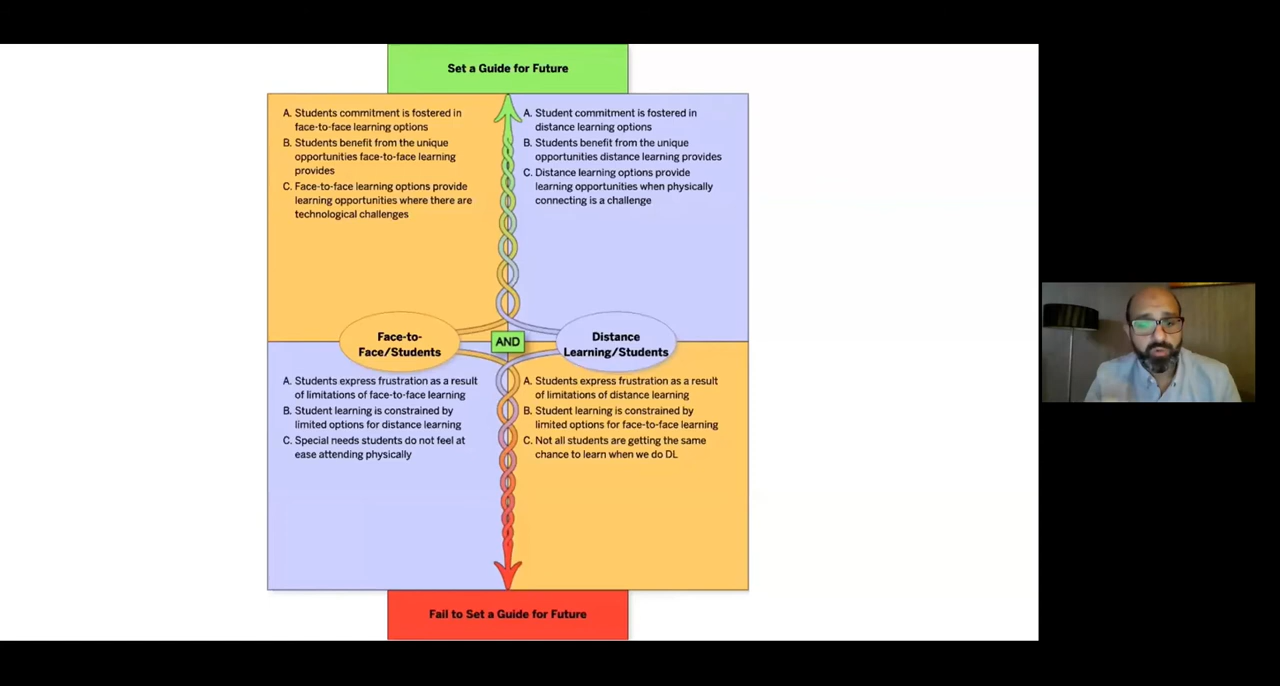 Set a Guide for Future
A. Students commitment is fostered in
face-to-face learning options
B. Students benefit from the unique
opportunities face-to-face learning
provides
C. Face-to-face learning options provide
learning opportunities where there are
technological challenges
A. Student commitment is fostered in
distance learning options
B. Students benefit from the unique
opportunities distance learning provides
C. Distance learning options provide
learning opportunities when physically
connecting is a challenge
Face-to-
Face/Students
AND
Distance
Learning/Students
A. Students express frustration as a result
of limitations of face-to-face learning
B. Student learning is constrained by
limited options for distance learning
C. Special needs students do not feel at
ease attending physically
A. Students express frustration as a result
of limitations of distance learning
B. Student learning is constrained by
limited options for face-to-face learning
C. Not all students are getting the same
chance to learn when we do DL
Fail to Set a Guide for Future